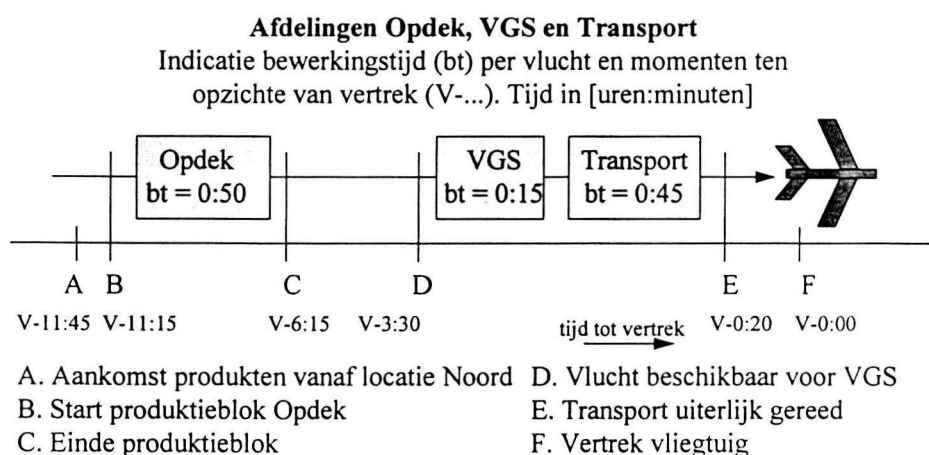 Afdelingen Opdek, VGS en Transport
Indicatie bewerkingstijd (bt) per vlucht en momenten ten
opzichte van vertrek (V-...). Tijd in [uren:minuten]
Opdek
bt = 0:50
VGS
bt = 0:15
Transport
bt = 0:45
A B C D E F
V-11:45 V-11:15 V-6:15 V-3:30 tijd tot vertrek V-0:20 V-0:00
A. Aankomst produkten vanaf locatie Noord
B. Start produktieblok Opdek
C. Einde produktieblok
D. Vlucht beschikbaar voor VGS
E. Transport uiterlijk gereed
F. Vertrek vliegtuig